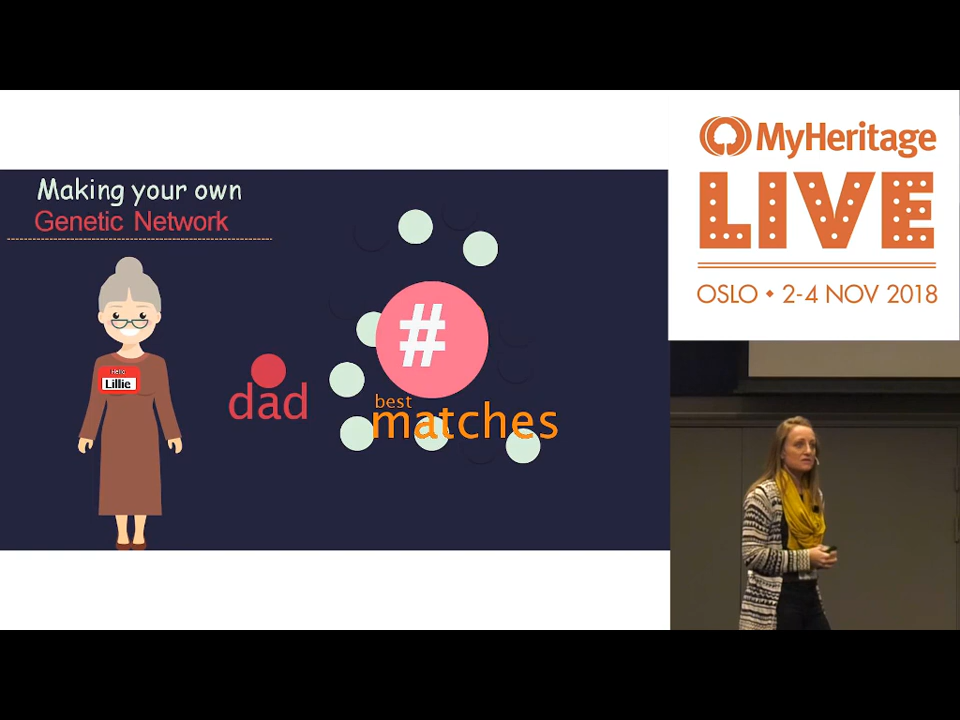 Making your own
Genetic Network
Hello
Lillie
dad
#
best
matches
MyHeritage
LIVE
OSLO • 2-4 NOV 2018